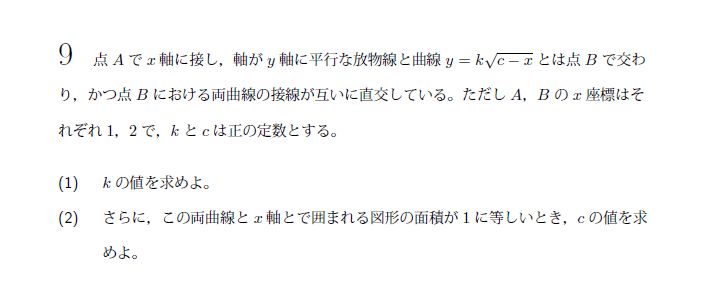 9 点 A で x 軸に接し，軸が y 軸に平行な放物線と曲線 y = k√(c − x) とは点 B で交わ
り，かつ点 B における両曲線の接線が互いに直交している。ただし A，B の x 座標はそ
れぞれ 1，2 で，k と c は正の定数とする。
(1) k の値を求めよ。
(2) さらに，この両曲線と x 軸とで囲まれる図形の面積が 1 に等しいとき，c の値を求
めよ。